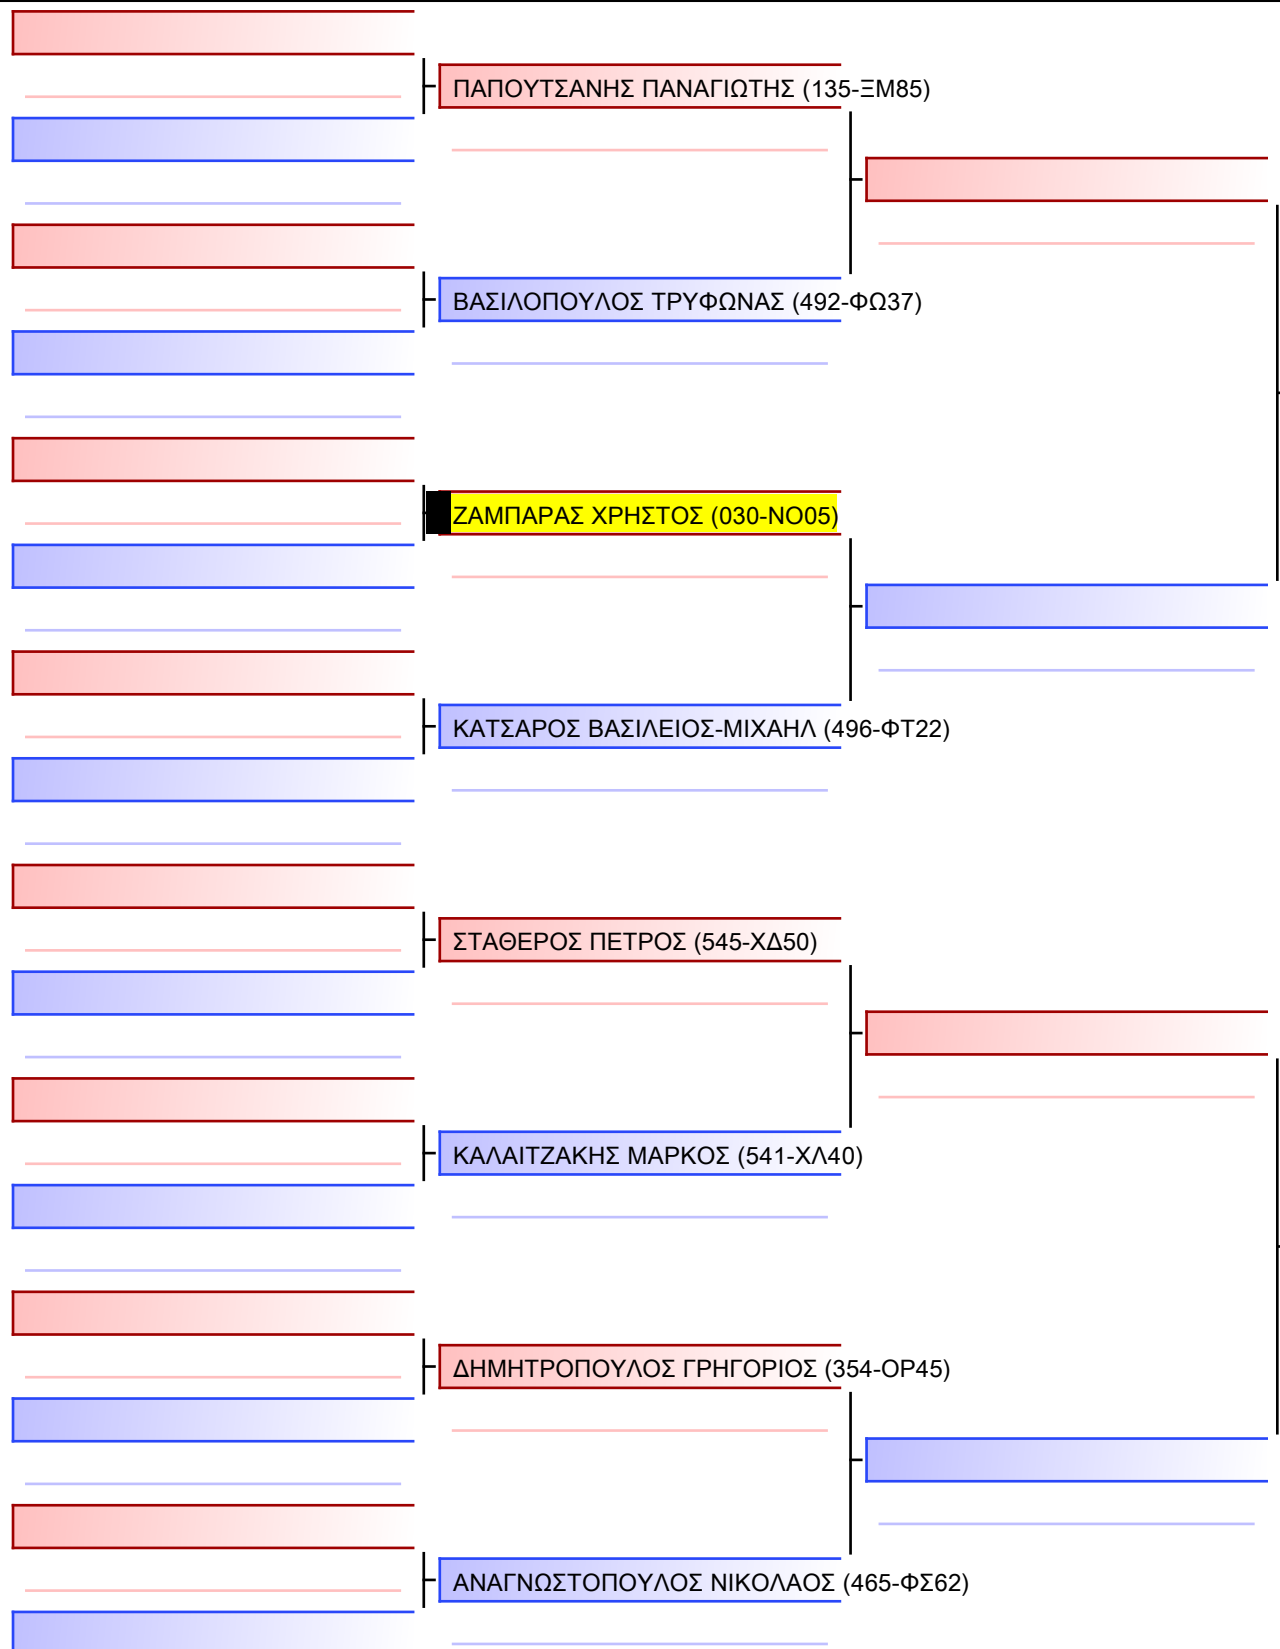 ΠΑΠΟΥΤΣΑΝΗΣ ΠΑΝΑΓΙΩΤΗΣ (135-ΞΜ85)
ΒΑΣΙΛΟΠΟΥΛΟΣ ΤΡΥΦΩΝΑΣ (492-ΦΩ37)
ΖΑΜΠΑΡΑΣ ΧΡΗΣΤΟΣ (030-ΝΟ05)
ΚΑΤΣΑΡΟΣ ΒΑΣΙΛΕΙΟΣ-ΜΙΧΑΗΛ (496-ΦΤ22)
ΣΤΑΘΕΡΟΣ ΠΕΤΡΟΣ (545-ΧΔ50)
ΚΑΛΑΙΤΖΑΚΗΣ ΜΑΡΚΟΣ (541-ΧΛ40)
ΔΗΜΗΤΡΟΠΟΥΛΟΣ ΓΡΗΓΟΡΙΟΣ (354-ΟΡ45)
ΑΝΑΓΝΩΣΤΟΠΟΥΛΟΣ ΝΙΚΟΛΑΟΣ (465-ΦΣ62)